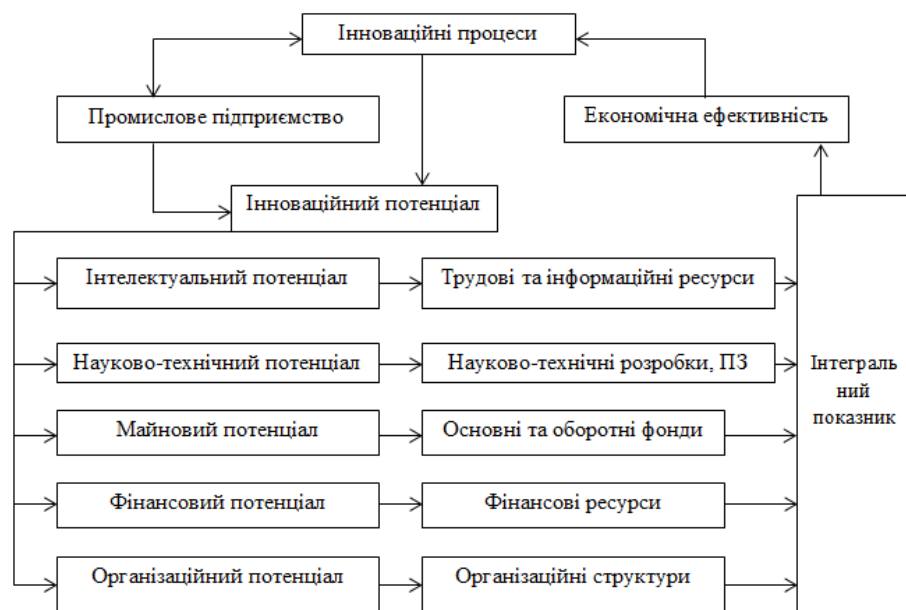 Інноваційні процеси
Промислове підприємство
Економічна ефективність
Інноваційний потенціал
Інтелектуальний потенціал
Трудові та інформаційні ресурси
Науково-технічний потенціал
Науково-технічні розробки, ПЗ
Майновий потенціал
Основні та оборотні фонди
Фінансовий потенціал
Фінансові ресурси
Організаційний потенціал
Організаційні структури
Інтеграль
ний
показник